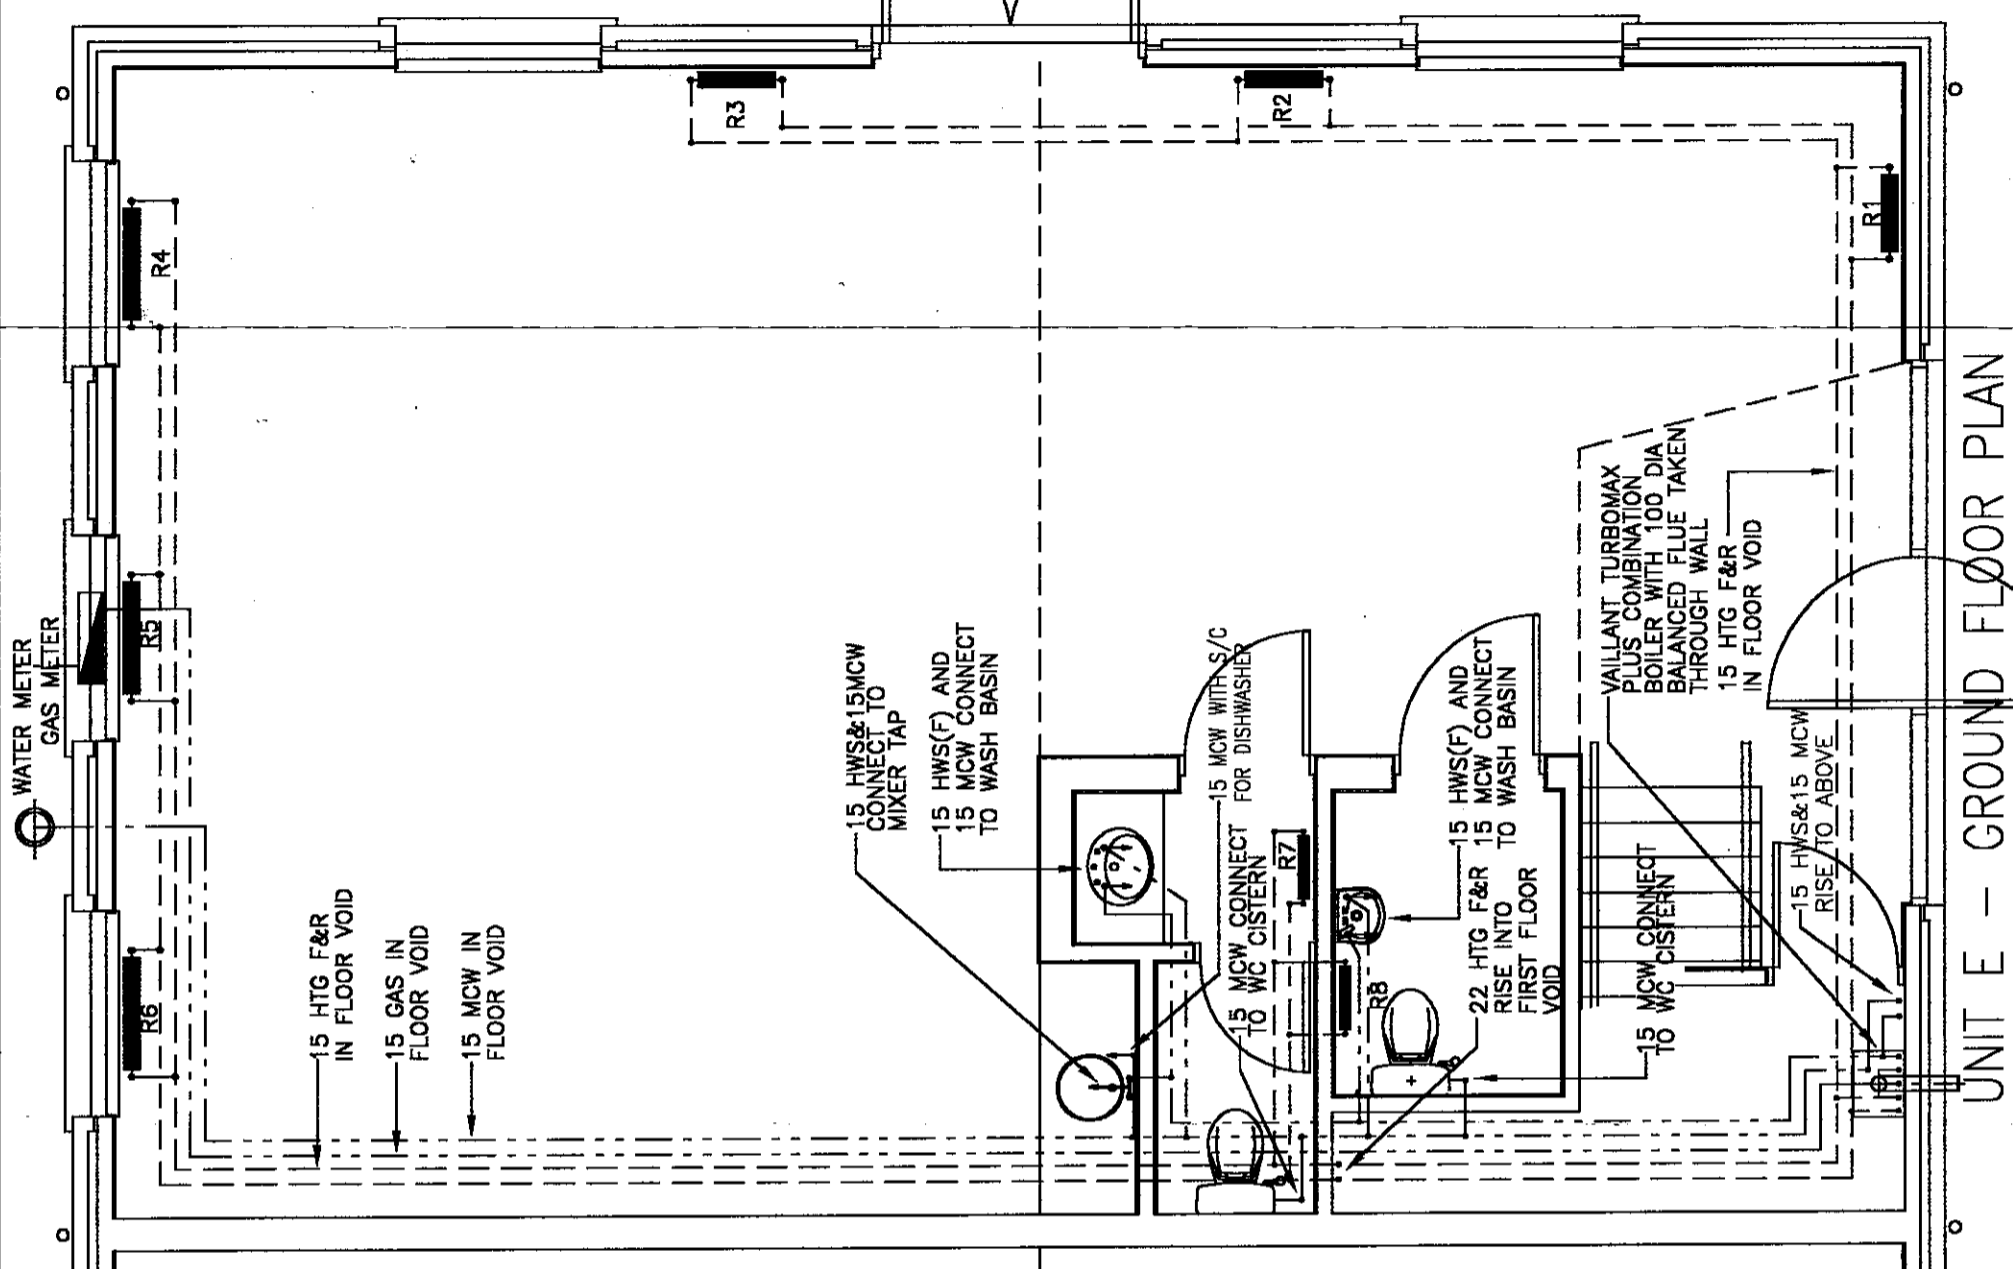 WATER METER
GAS METER
R4
R5
R6
R3
R2
R1
15 HTG F&R
IN FLOOR VOID
15 GAS IN
FLOOR VOID
15 MCW IN
FLOOR VOID
15 HWS&15MCW
CONNECT TO
MIXER TAP
15 HWS(F) AND
15 MCW CONNECT
TO WASH BASIN
15 MCW WITH S/C
FOR DISHWASHER
15 MCW CONNECT
TO WC CISTERN
R7
R8
15 HWS(F) AND
15 MCW CONNECT
TO WASH BASIN
22 HTG F&R
RISE INTO
FIRST FLOOR
VOID
15 MCW CONNECT
TO WC CISTERN
VAILLANT TURBOMAX
PLUS COMBINATION
BOILER WITH 100 DIA
BALANCED FLUE TAKEN
THROUGH WALL
15 HTG F&R
IN FLOOR VOID
15 HWS&15 MCW
RISE TO ABOVE
UNIT E - GROUND FLOOR PLAN